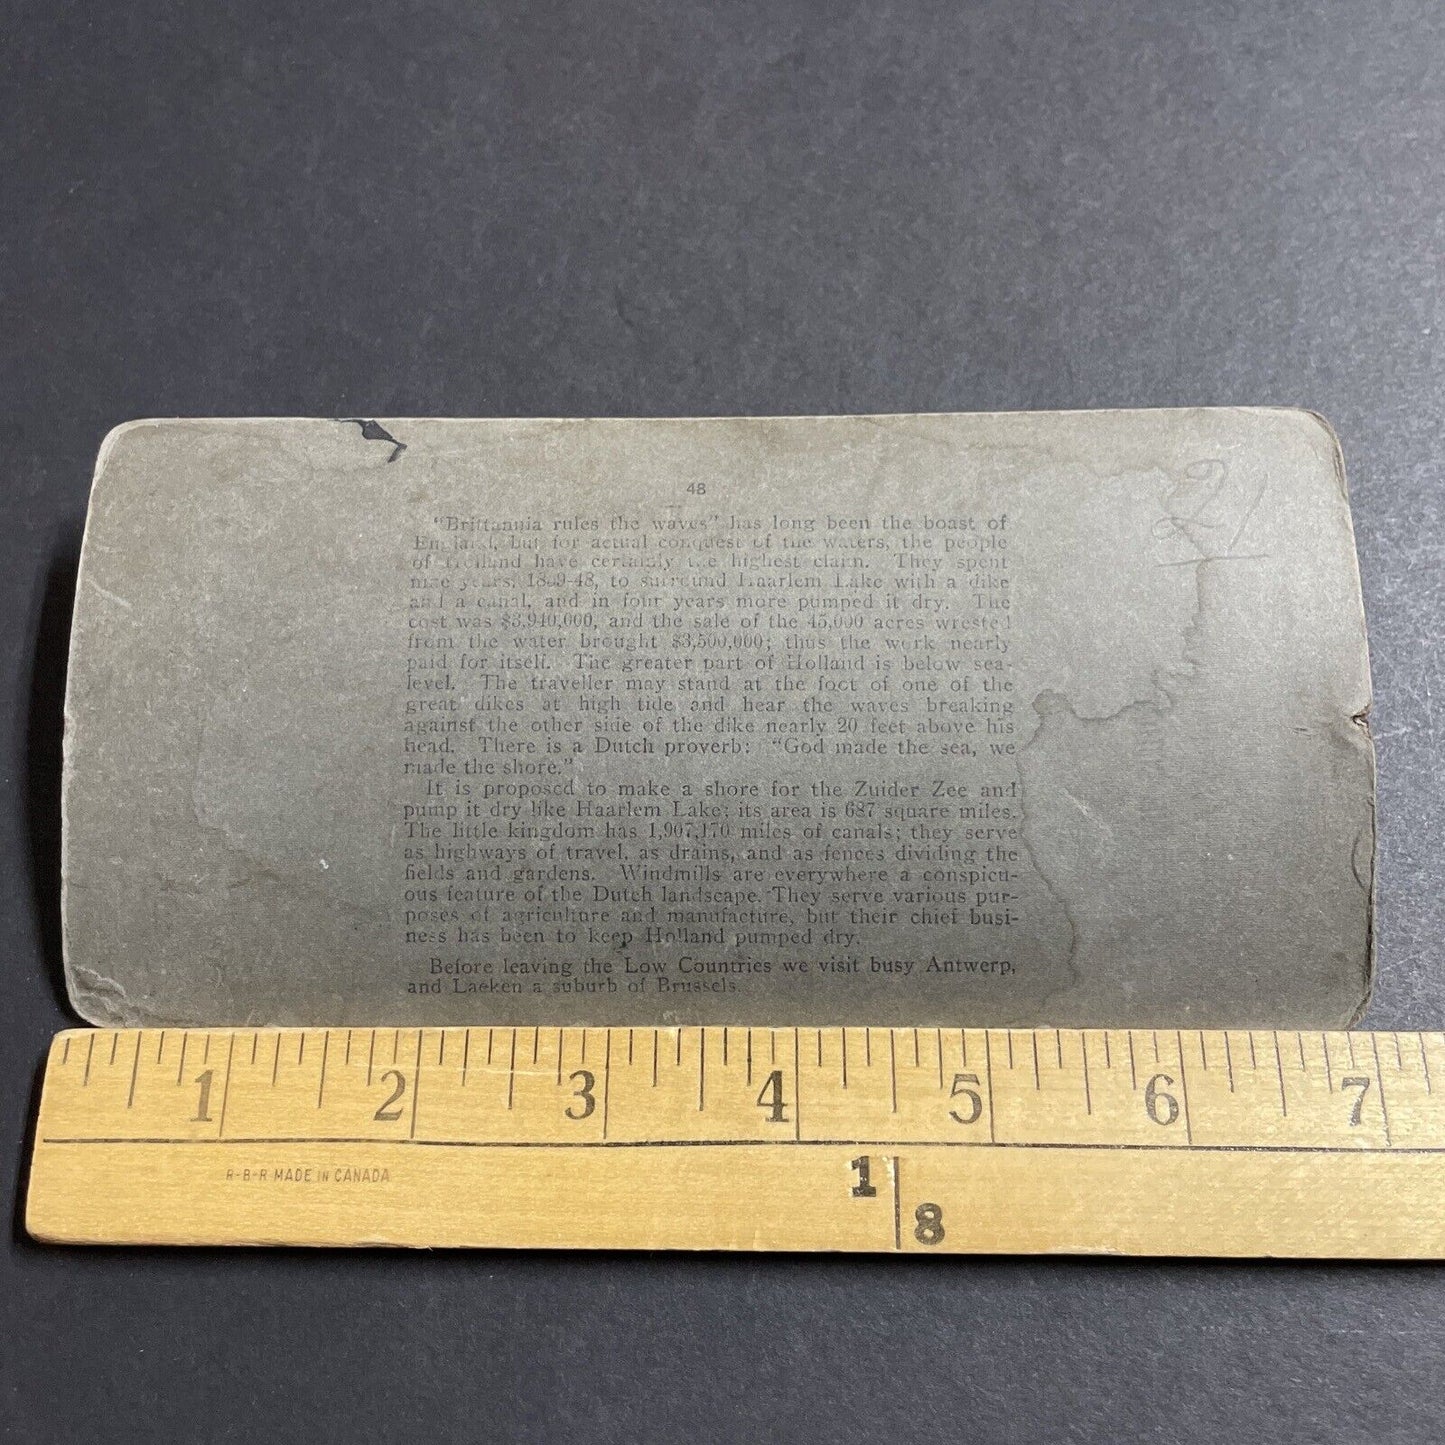 48
"Brittannia rules the waves" has long been the boast of
England, but for actual conquest of the waters, the people
of Holland have certainly the highest claim. They spent
nine years, 1839-48, to surround Haarlem Lake with a dike
and a canal, and in four years more pumped it dry. The
cost was $3,940,000, and the sale of the 45,000 acres wrested
from the water brought $3,500,000; thus the work nearly
paid for itself. The greater part of Holland is below sea-
level. The traveller may stand at the foot of one of the
great dikes at high tide and hear the waves breaking
against the other side of the dike nearly 20 feet above his
head. There is a Dutch proverb: "God made the sea, we
made the shore."
It is proposed to make a shore for the Zuider Zee and
pump it dry like Haarlem Lake; its area is 687 square miles.
The little kingdom has 1,907,170 miles of canals; they serve
as highways of travel, as drains, and as fences dividing the
fields and gardens. Windmills are everywhere a conspicu-
ous feature of the Dutch landscape. They serve various pur-
poses of agriculture and manufacture, but their chief busi-
ness has been to keep Holland pumped dry.
Before leaving the Low Countries we visit busy Antwerp,
and Laeken a suburb of Brussels.
1 2 3 4 5 6 7
R-B-R MADE IN CANADA
1
8